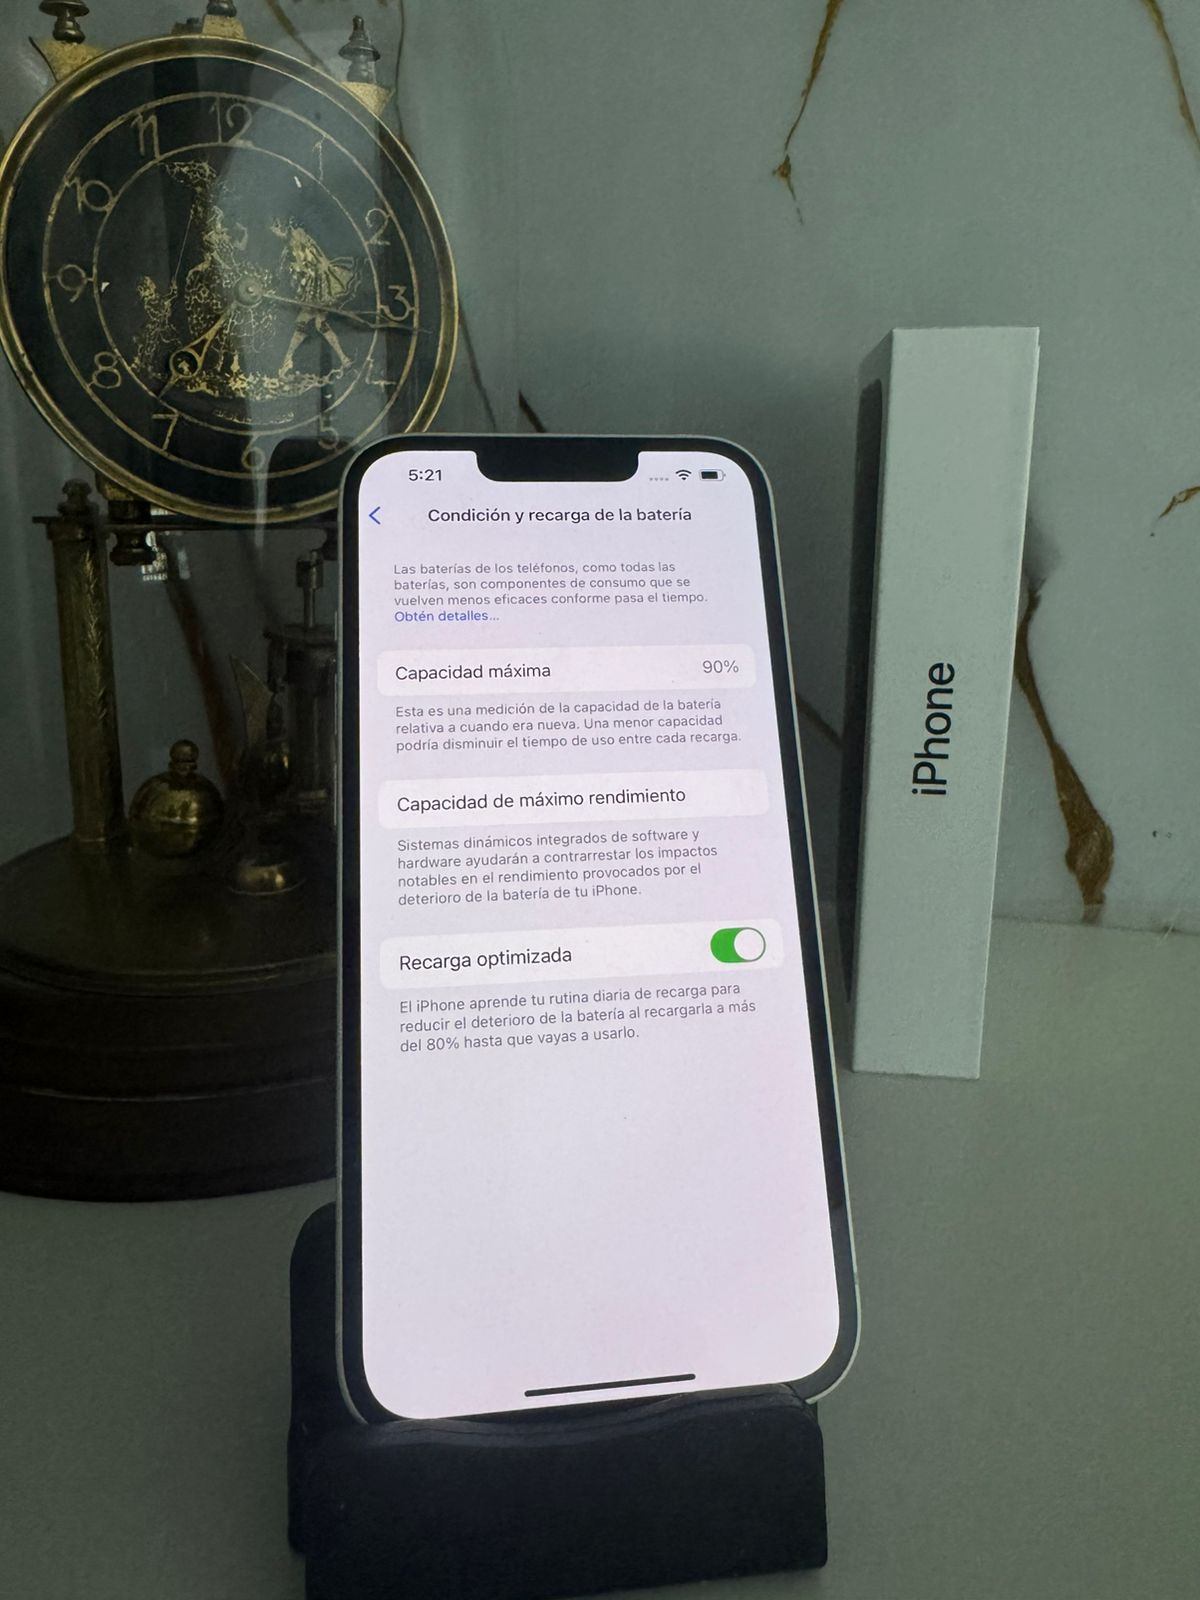 12
1
2
3
5
6
7
8
9
10
11
5:21
Condición y recarga de la batería
Las baterías de los teléfonos, como todas las
baterías, son componentes de consumo que se
vuelven menos eficaces conforme pasa el tiempo.
Obtén detalles...
Capacidad máxima 90%
Esta es una medición de la capacidad de la batería
relativa a cuando era nueva. Una menor capacidad
podría disminuir el tiempo de uso entre cada recarga.
Capacidad de máximo rendimiento
Sistemas dinámicos integrados de software y
hardware ayudarán a contrarrestar los impactos
notables en el rendimiento provocados por el
deterioro de la batería de tu iPhone.
Recarga optimizada
El iPhone aprende tu rutina diaria de recarga para
reducir el deterioro de la batería al recargarla a más
del 80% hasta que vayas a usarlo.
iPhone